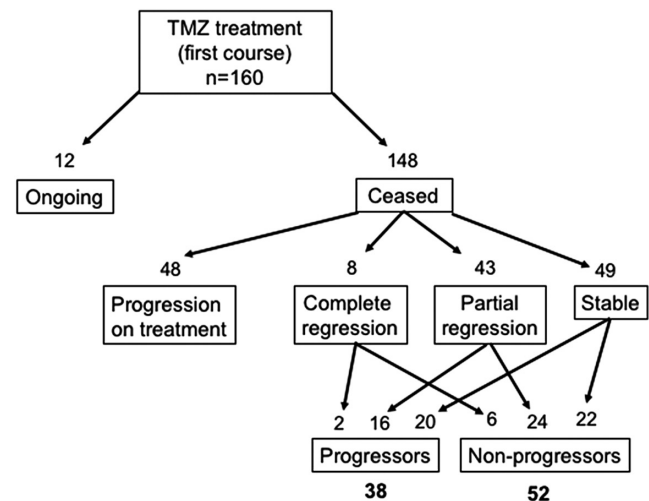 TMZ treatment
(first course)
n=160
12
148
Ongoing
Ceased
48
8
43
49
Progression
on treatment
Complete
regression
Partial
regression
Stable
2
16
20
6
24
22
Progressors
Non-progressors
38
52